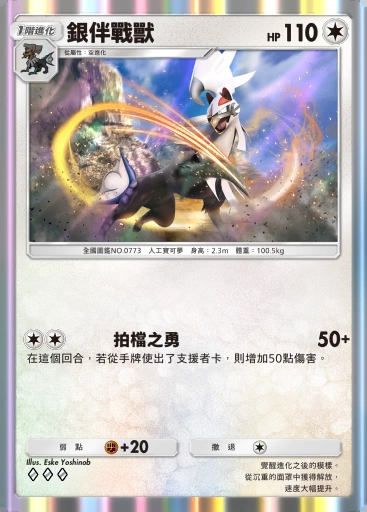 1階進化 銀伴戰獸 HP 110
從屬性：空進化
全國圖鑑NO.0773 人工寶可夢 身高：2.3m 體重：100.5kg
拍檔之勇 50+
在這個回合，若從手牌使出了支援者卡，則增加50點傷害。
弱點 +20 撤退
Illus. Eske Yoshinob
覺醒進化之後的模樣。
從沉重的面罩中獲得解放，
速度大幅提升。